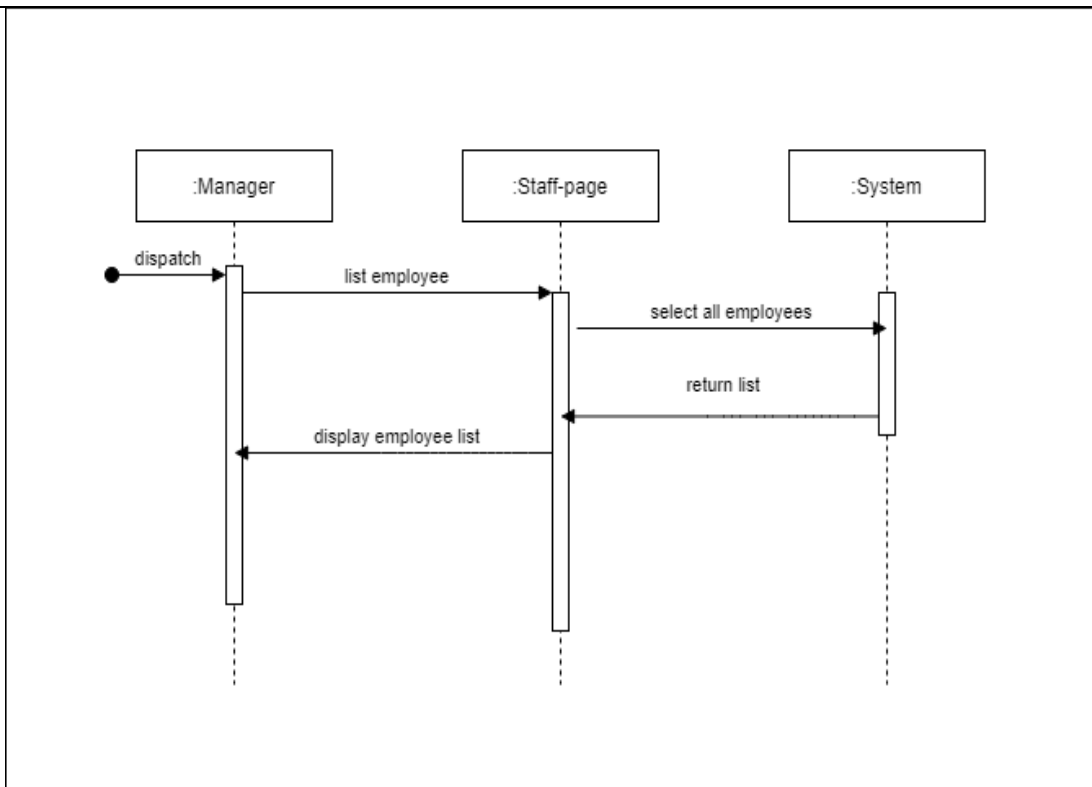 :Manager
:Staff-page
:System
dispatch
list employee
select all employees
return list
display employee list